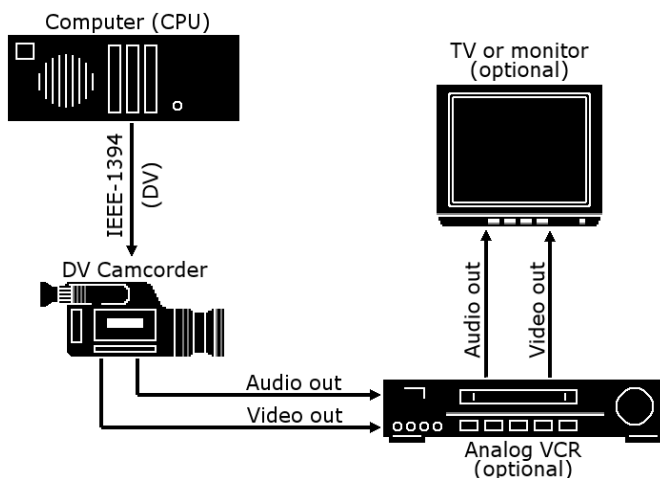 Computer (CPU)
TV or monitor
(optional)
IEEE-1394
(DV)
DV Camcorder
Audio out
Video out
Audio out
Video out
Analog VCR
(optional)